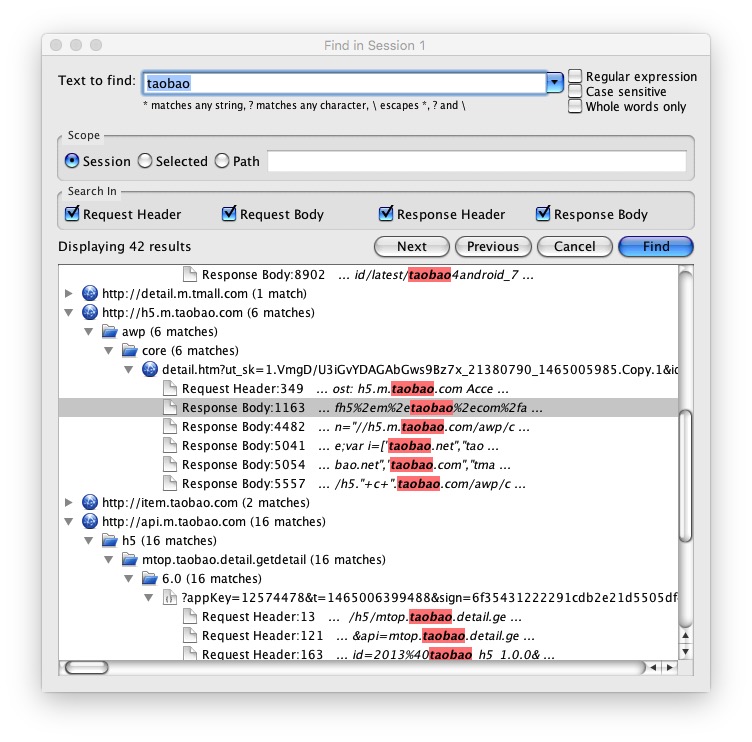 Find in Session 1
Text to find: taobao
Regular expression
Case sensitive
Whole words only
* matches any string, ? matches any character, \ escapes *, ? and \
Scope
Session Selected Path
Search In
Request Header Request Body Response Header Response Body
Displaying 42 results Next Previous Cancel Find
Response Body:8902 ... id/latest/taobao4android_7 ...
http://detail.m.tmall.com (1 match)
http://h5.m.taobao.com (6 matches)
awp (6 matches)
core (6 matches)
detail.htm?ut_sk=1.VmgD/U3iGvYDAGAbGws9Bz7x_21380790_1465005985.Copy.1&id
Request Header:349 ... ost: h5.m.taobao.com Acce ...
Response Body:1163 ... fh5%2em%2etaobao%2ecom%2fa ...
Response Body:4482 ... n="//h5.m.taobao.com/awp/c ...
Response Body:5041 ... e;var i=["taobao.net","tao ...
Response Body:5054 ... bao.net","taobao.com","tma ...
Response Body:5557 ... /h5."+c+".taobao.com/awp/c ...
http://item.taobao.com (2 matches)
http://api.m.taobao.com (16 matches)
h5 (16 matches)
mtop.taobao.detail.getdetail (16 matches)
6.0 (16 matches)
?appKey=12574478&t=1465006399488&sign=6f35431222291cdb2e21d5505df
Request Header:13 ... /h5/mtop.taobao.detail.ge ...
Request Header:121 ... &api=mtop.taobao.detail.ge ...
Request Header:163 ... id=2013%40taobao_h5_1.0.0& ...